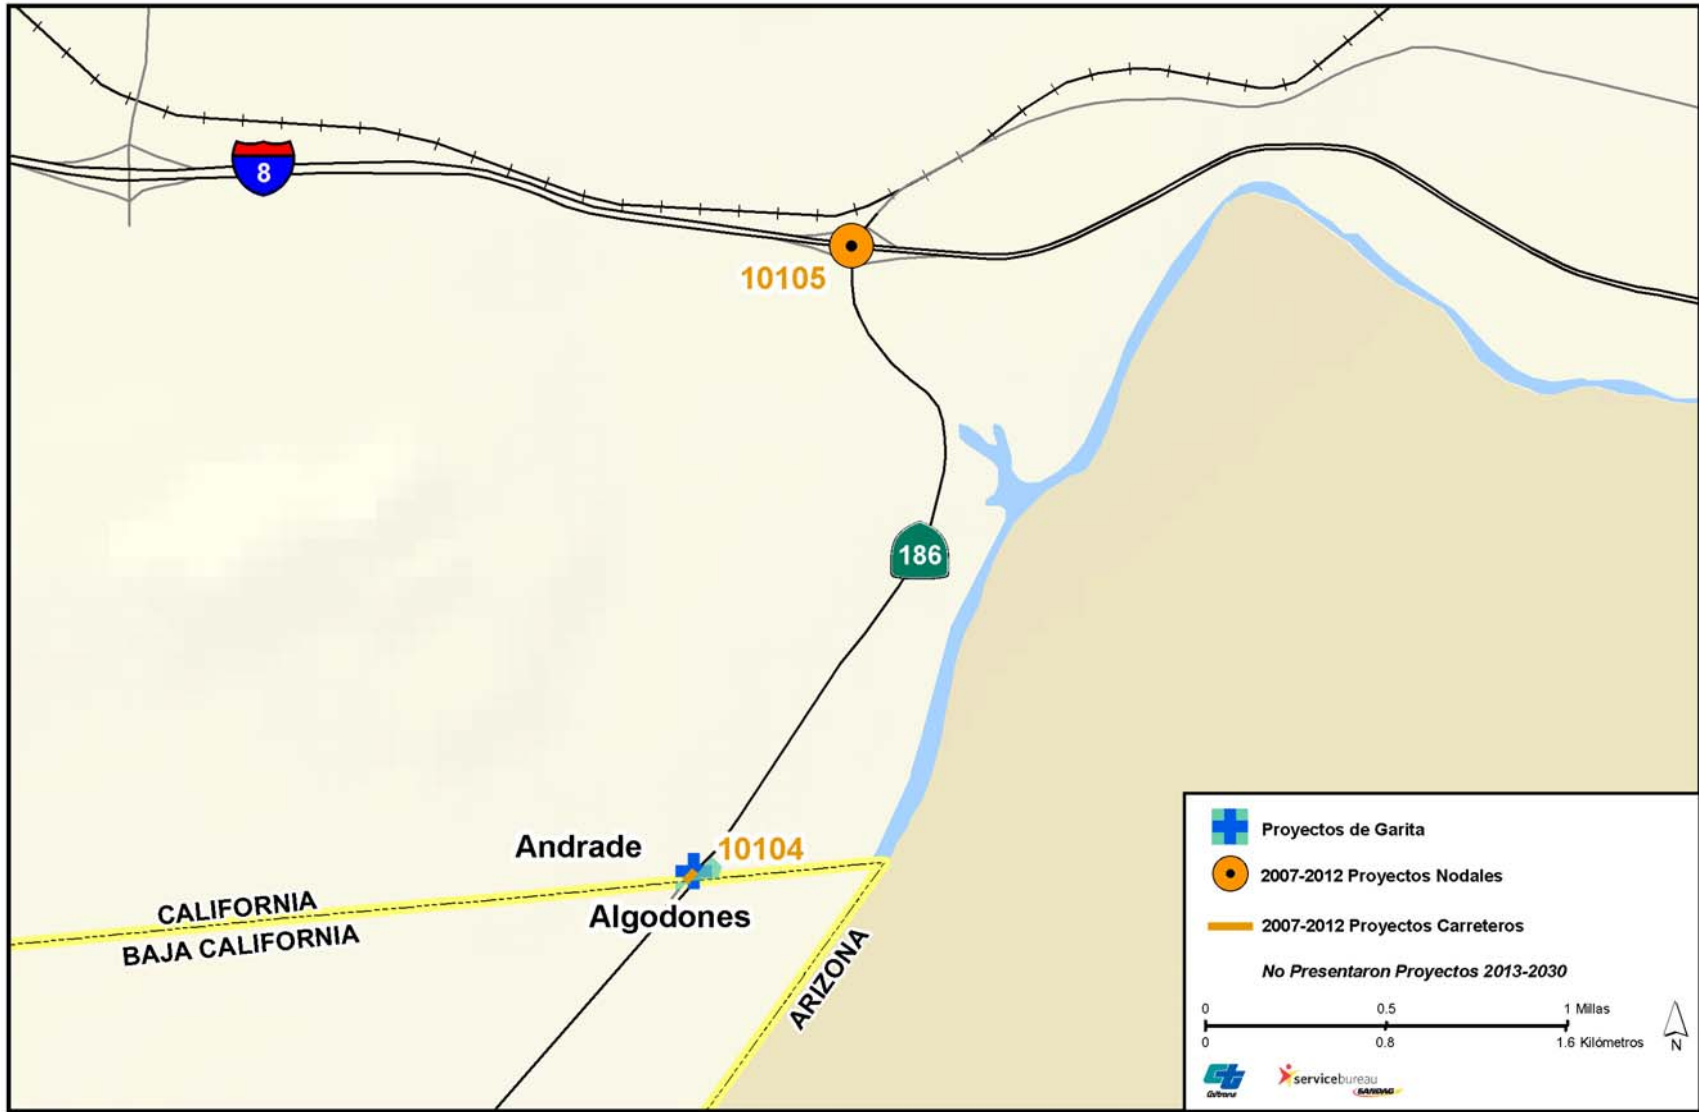 8
10105
186
Andrade
10104
Algodones
CALIFORNIA
BAJA CALIFORNIA
ARIZONA
Proyectos de Garita
2007-2012 Proyectos Nodales
2007-2012 Proyectos Carreteros
No Presentaron Proyectos 2013-2030
0 0.5 1 Millas
0 0.8 1.6 Kilómetros
N
Caltrans
servicebureau
SANDAG